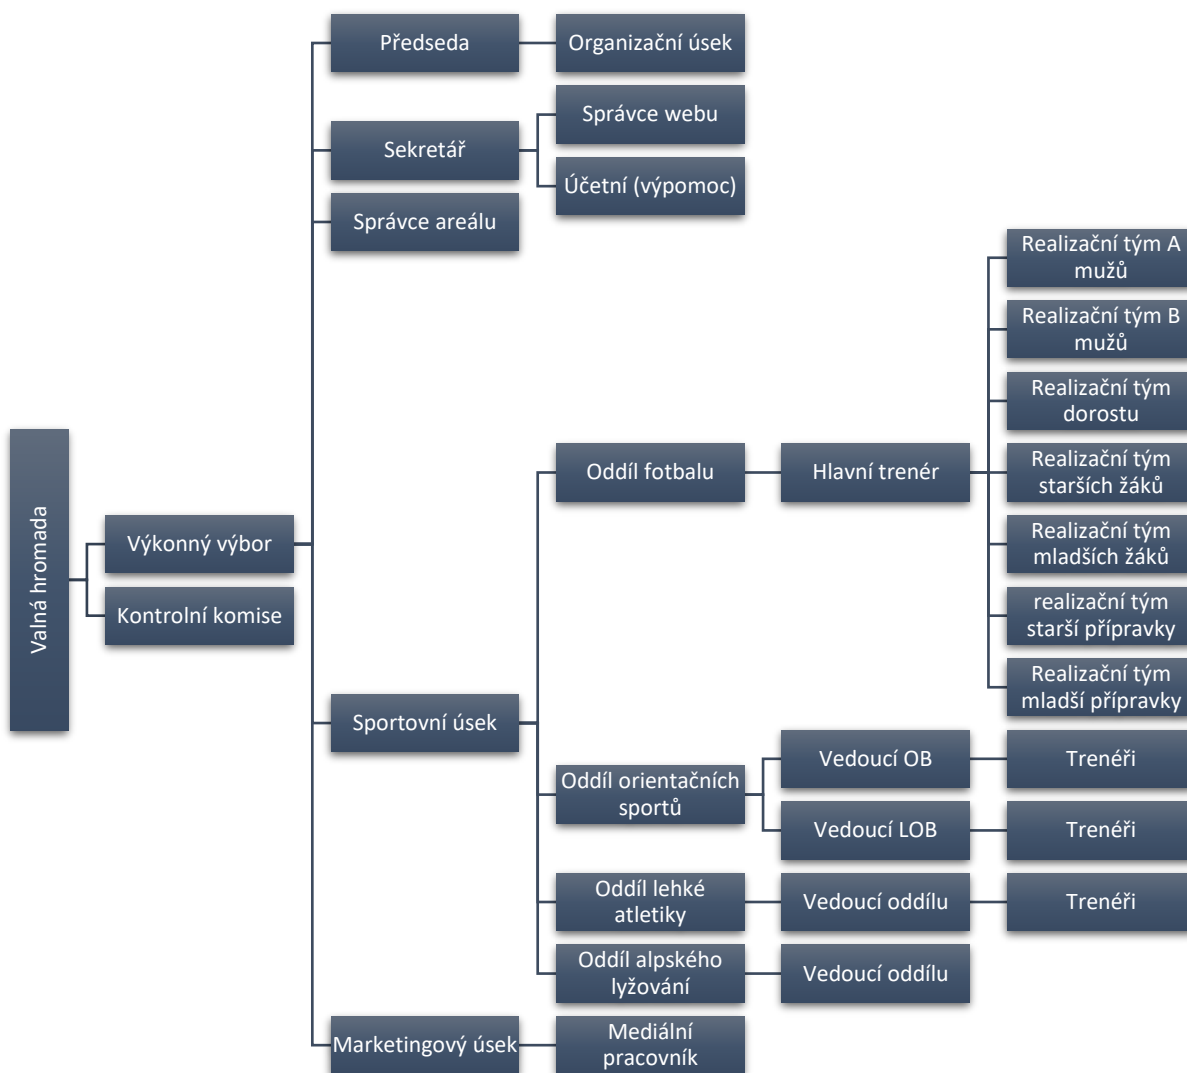 Předseda
Organizační úsek
Správce webu
Sekretář
Účetní (výpomoc)
Správce areálu
Realizační tým A
mužů
Realizační tým B
mužů
Realizační tým
dorostu
Oddíl fotbalu
Hlavní trenér
Realizační tým
starších žáků
Valná hromada
Výkonný výbor
Realizační tým
mladších žáků
Kontrolní komise
realizační tým
starší přípravky
Realizační tým
mladší přípravky
Sportovní úsek
Oddíl orientačních
sportů
Vedoucí OB
Trenéři
Vedoucí LOB
Trenéři
Oddíl lehké
atletiky
Vedoucí oddílu
Trenéři
Oddíl alpského
lyžování
Vedoucí oddílu
Marketingový úsek
Mediální
pracovník